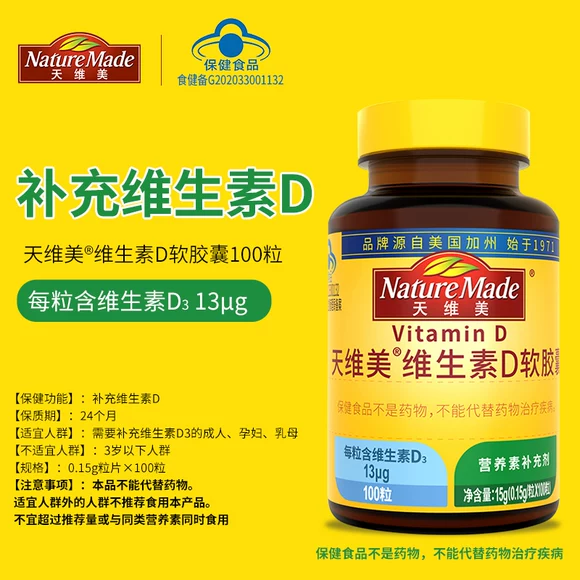 Nature Made
天维美
保健食品
食健备G202033001132
补充维生素D
天维美®维生素D软胶囊100粒
每粒含维生素D3 13μg
【保健功能】：补充维生素D
【保质期】：24个月
【适宜人群】：需要补充维生素D3的成人、孕妇、乳母
【不适宜人群】：3岁以下人群
【规格】：0.15g粒片×100粒
【注意事项】：本品不能代替药物。
适宜人群外的人群不推荐食用本产品。
不宜超过推荐量或与同类营养素同时食用
品牌源自美国加州 始于1971
Nature Made®
天维美
Vitamin D
天维美®维生素D软胶囊
保健食品不是药物，不能代替药物治疗疾病。
每粒含维生素D3
13μg
100粒
营养素补充剂
净含量:15g(0.15g/粒X100粒)
保健食品不是药物，不能代替药物治疗疾病